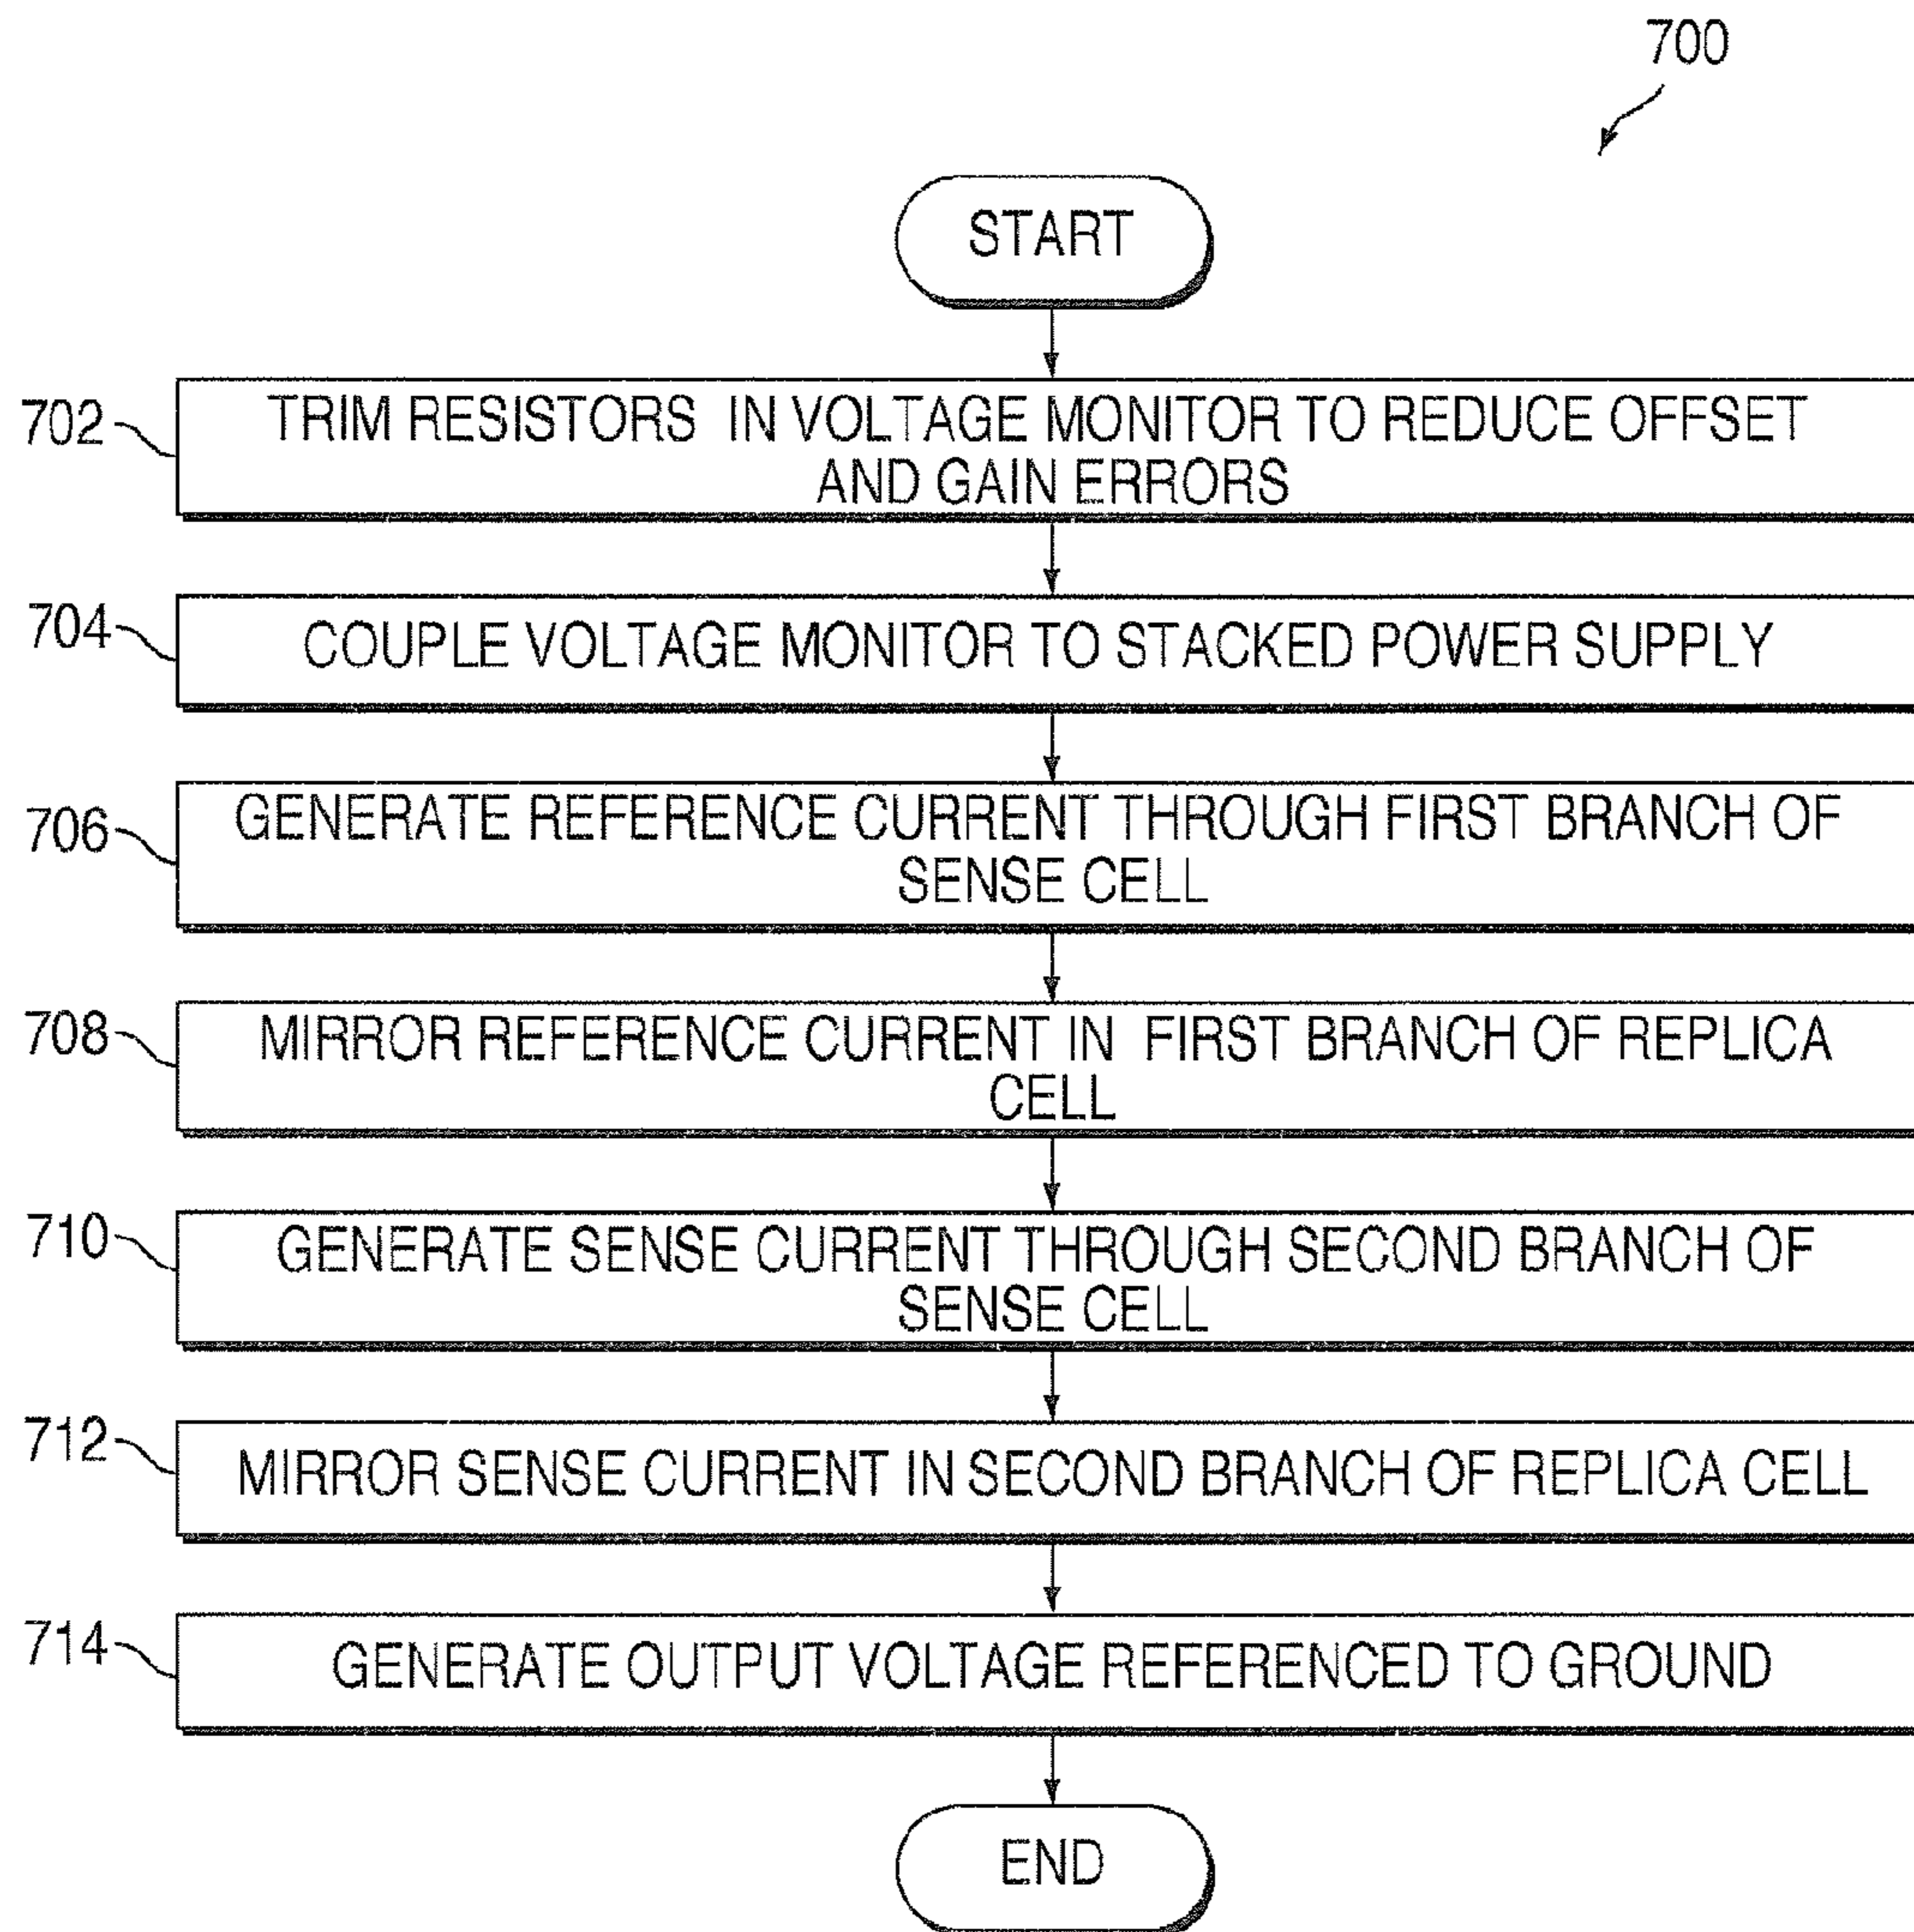 700
START
702
TRIM RESISTORS IN VOLTAGE MONITOR TO REDUCE OFFSET
AND GAIN ERRORS
704
COUPLE VOLTAGE MONITOR TO STACKED POWER SUPPLY
706
GENERATE REFERENCE CURRENT THROUGH FIRST BRANCH OF
SENSE CELL
708
MIRROR REFERENCE CURRENT IN FIRST BRANCH OF REPLICA
CELL
710
GENERATE SENSE CURRENT THROUGH SECOND BRANCH OF
SENSE CELL
712
MIRROR SENSE CURRENT IN SECOND BRANCH OF REPLICA CELL
714
GENERATE OUTPUT VOLTAGE REFERENCED TO GROUND
END